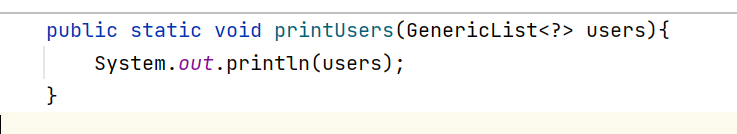 public static void printUsers(GenericList<?> users){
System.out.println(users);
}